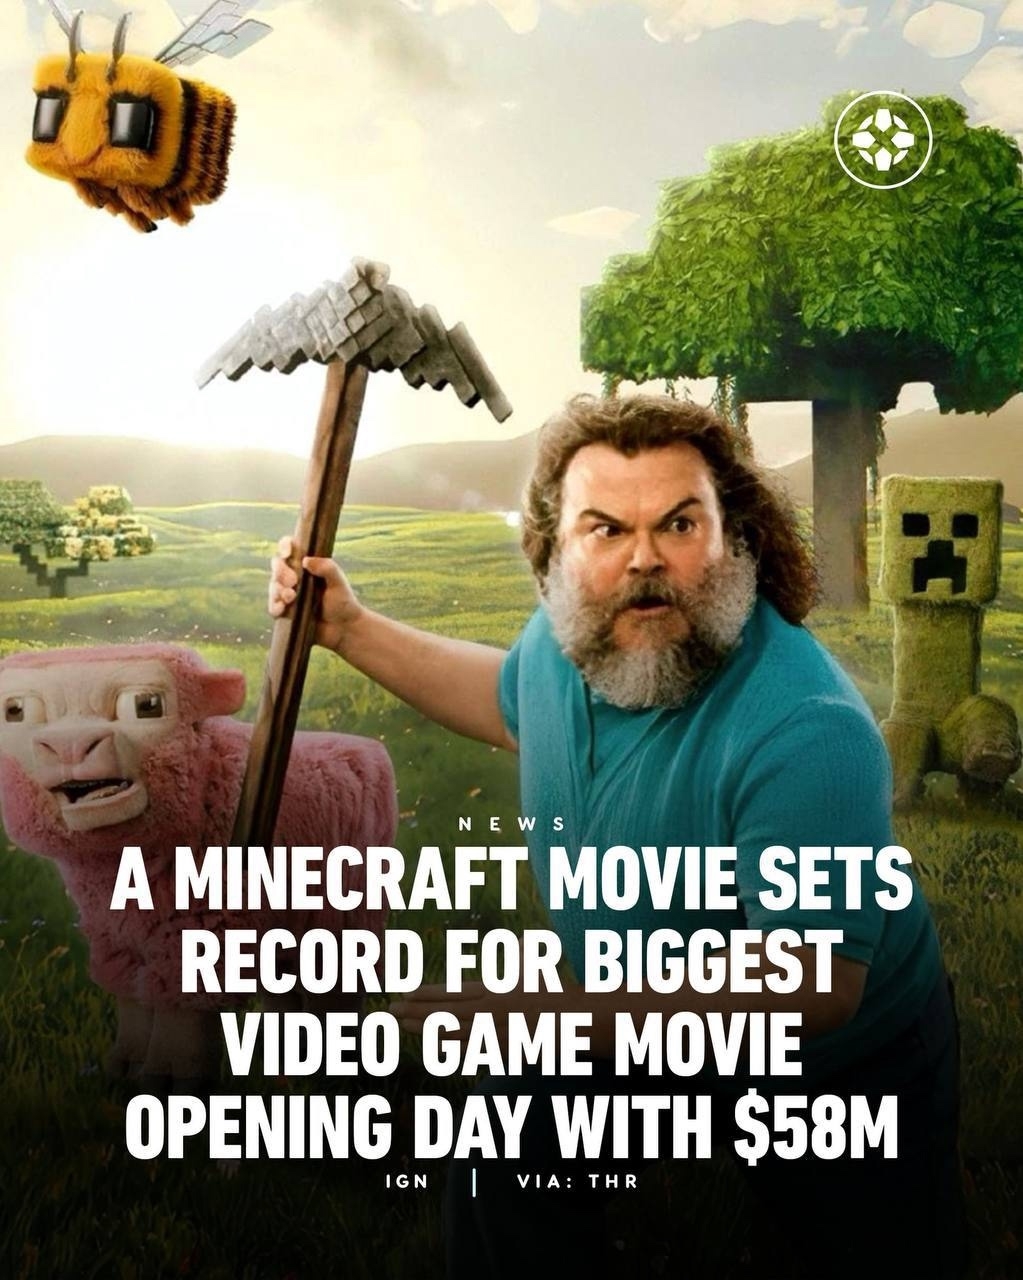 NEWS
A MINECRAFT MOVIE SETS
RECORD FOR BIGGEST
VIDEO GAME MOVIE
OPENING DAY WITH $58M
IGN | VIA: THR